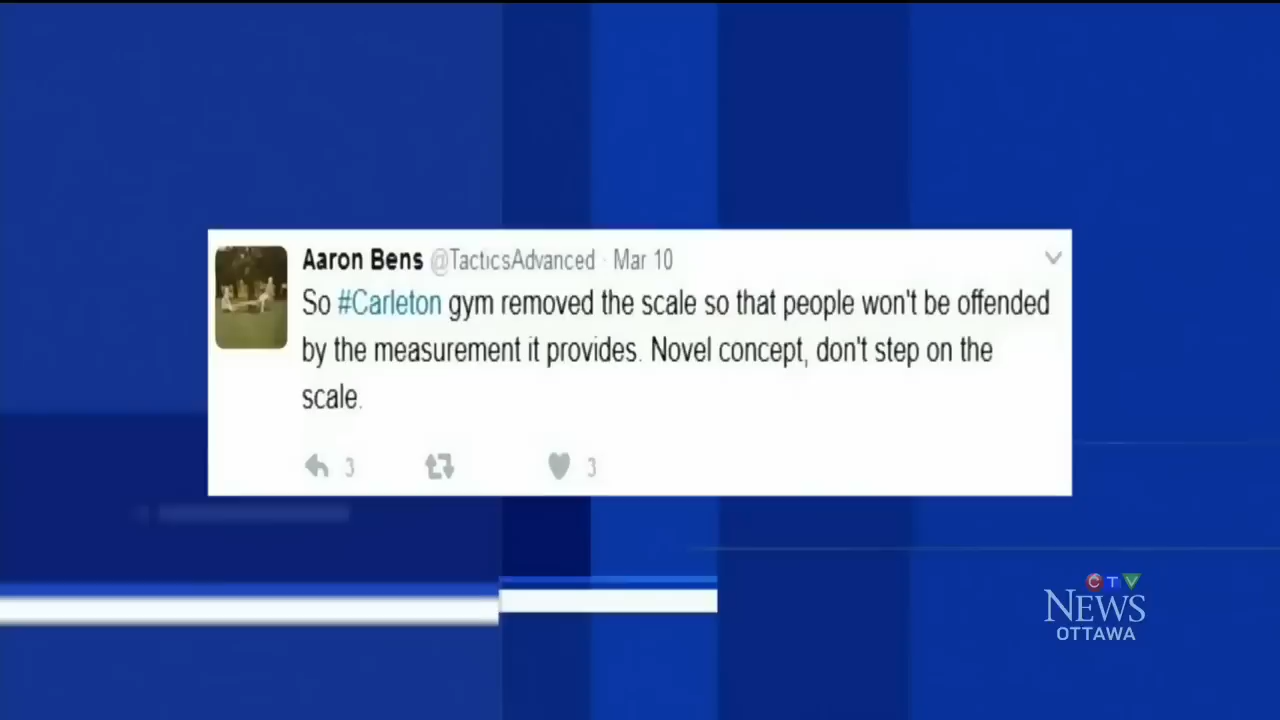 Aaron Bens @TacticsAdvanced · Mar 10
So #Carleton gym removed the scale so that people won't be offended
by the measurement it provides. Novel concept, don't step on the
scale.
3 3
CTV
NEWS
OTTAWA